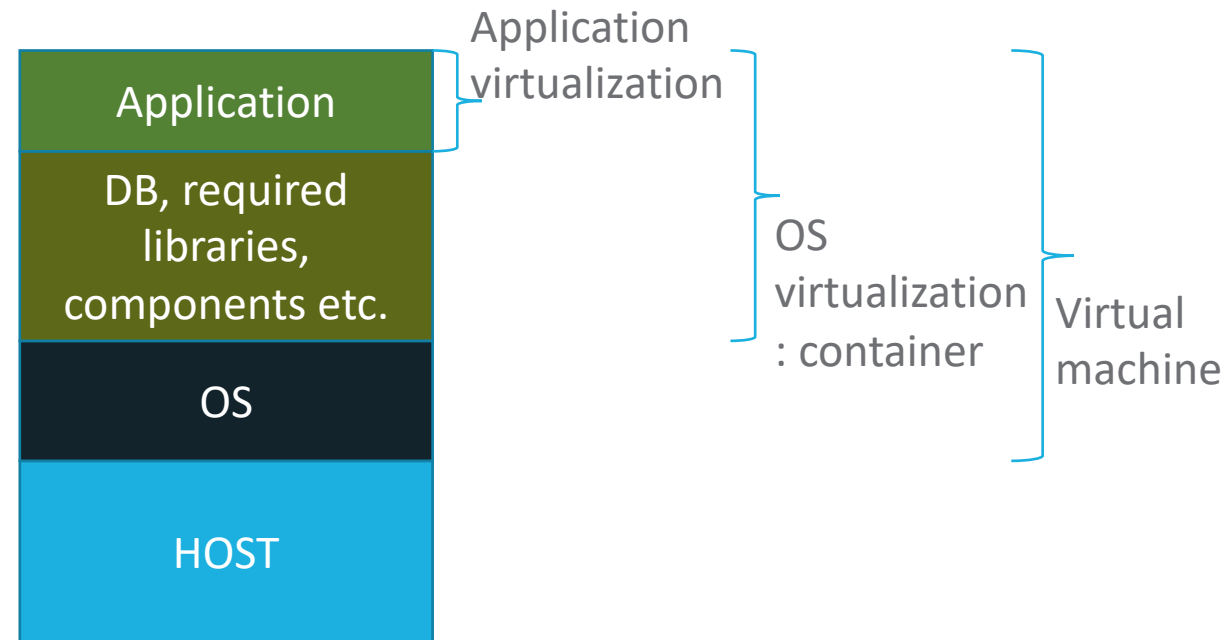 Application
virtualization
Application
DB, required
libraries,
components etc.
OS
HOST
OS
virtualization
: container
Virtual
machine